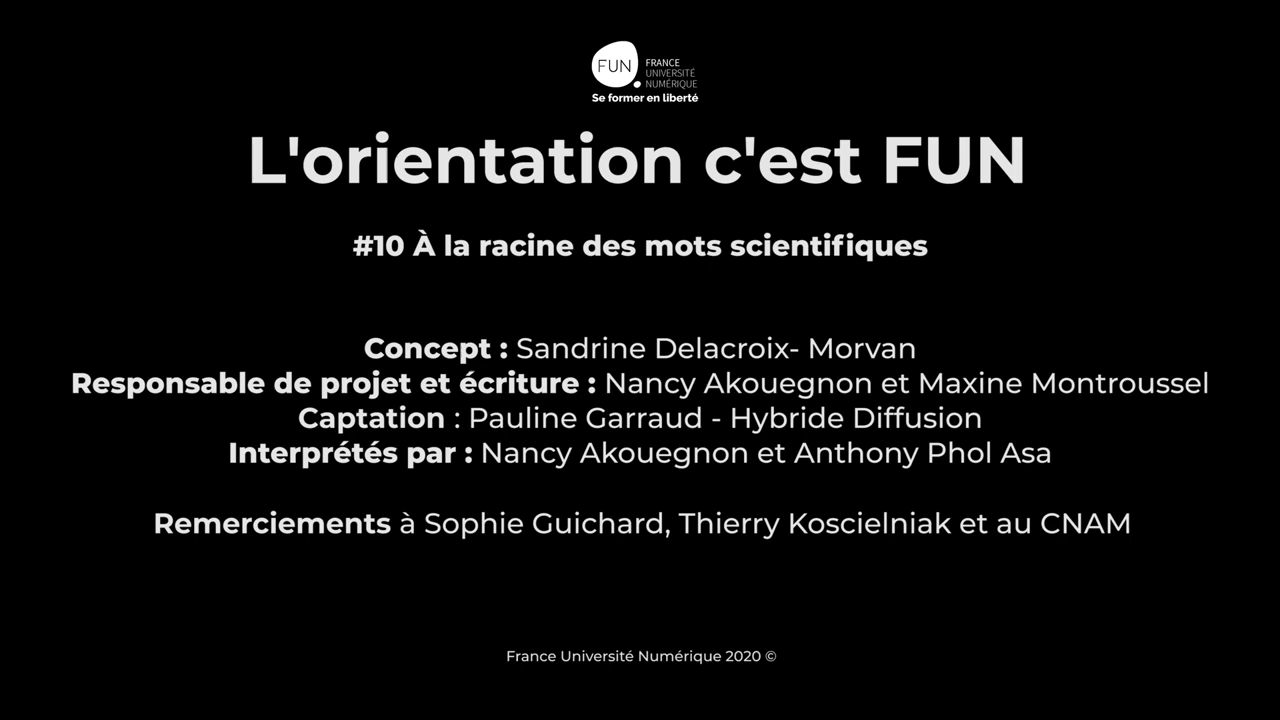 FUN.
FRANCE
UNIVERSITÉ
NUMÉRIQUE
Se former en liberté
L'orientation c'est FUN
#10 À la racine des mots scientifiques
Concept : Sandrine Delacroix- Morvan
Responsable de projet et écriture : Nancy Akouegnon et Maxine Montroussel
Captation : Pauline Garraud - Hybride Diffusion
Interprétés par : Nancy Akouegnon et Anthony Phol Asa
Remerciements à Sophie Guichard, Thierry Koscielniak et au CNAM
France Université Numérique 2020 ©